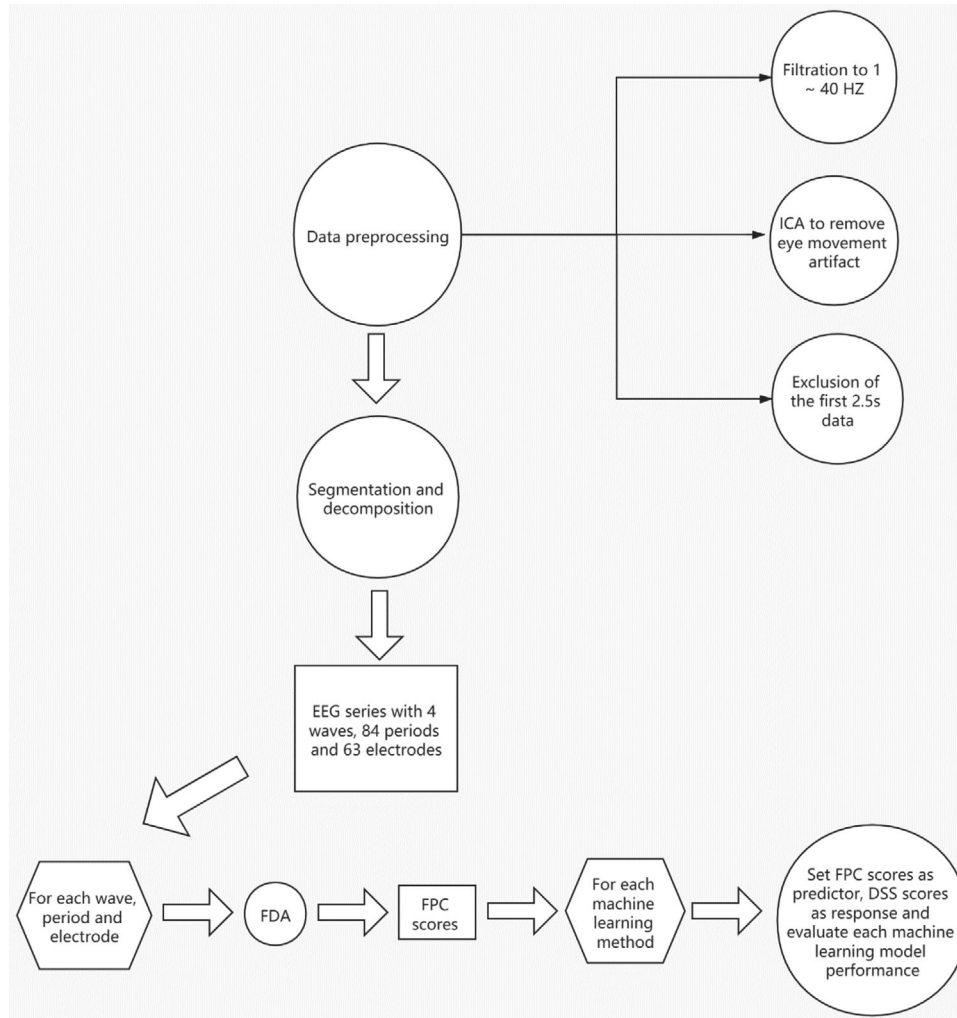 Filtration to 1
~ 40 HZ
Data preprocessing
ICA to remove
eye movement
artifact
Exclusion of
the first 2.5s
data
Segmentation and
decomposition
EEG series with 4
waves, 84 periods
and 63 electrodes
For each wave,
period and
electrode
FDA
FPC
scores
For each
machine
learning
method
Set FPC scores as
predictor, DSS scores
as response and
evaluate each machine
learning model
performance